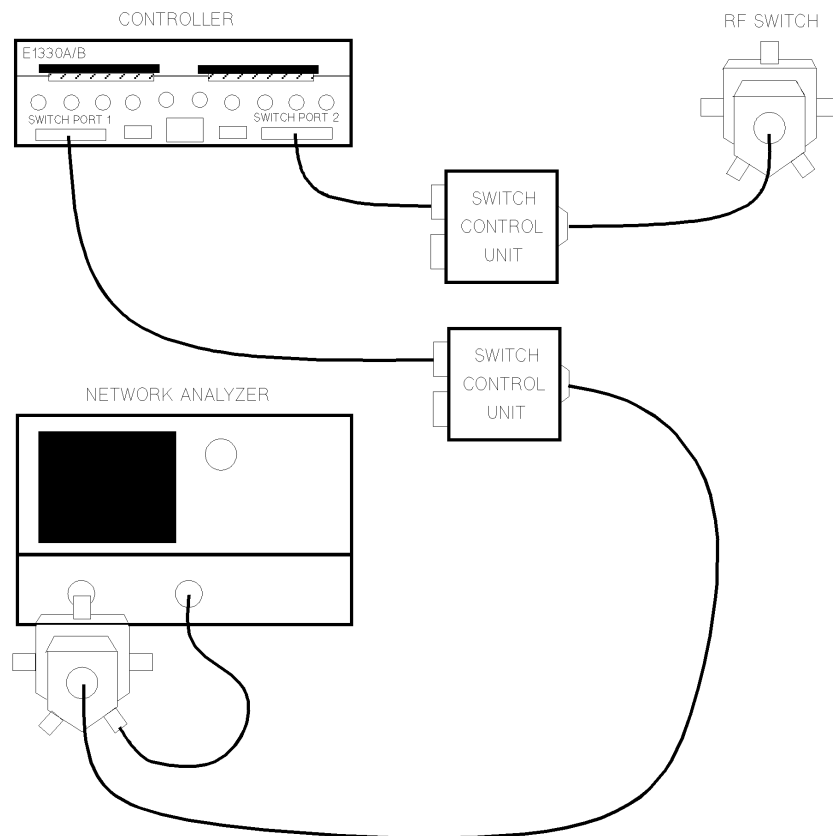 CONTROLLER
RF SWITCH
E1330A/B
SWITCH PORT 1
SWITCH PORT 2
SWITCH
CONTROL
UNIT
SWITCH
CONTROL
UNIT
NETWORK ANALYZER